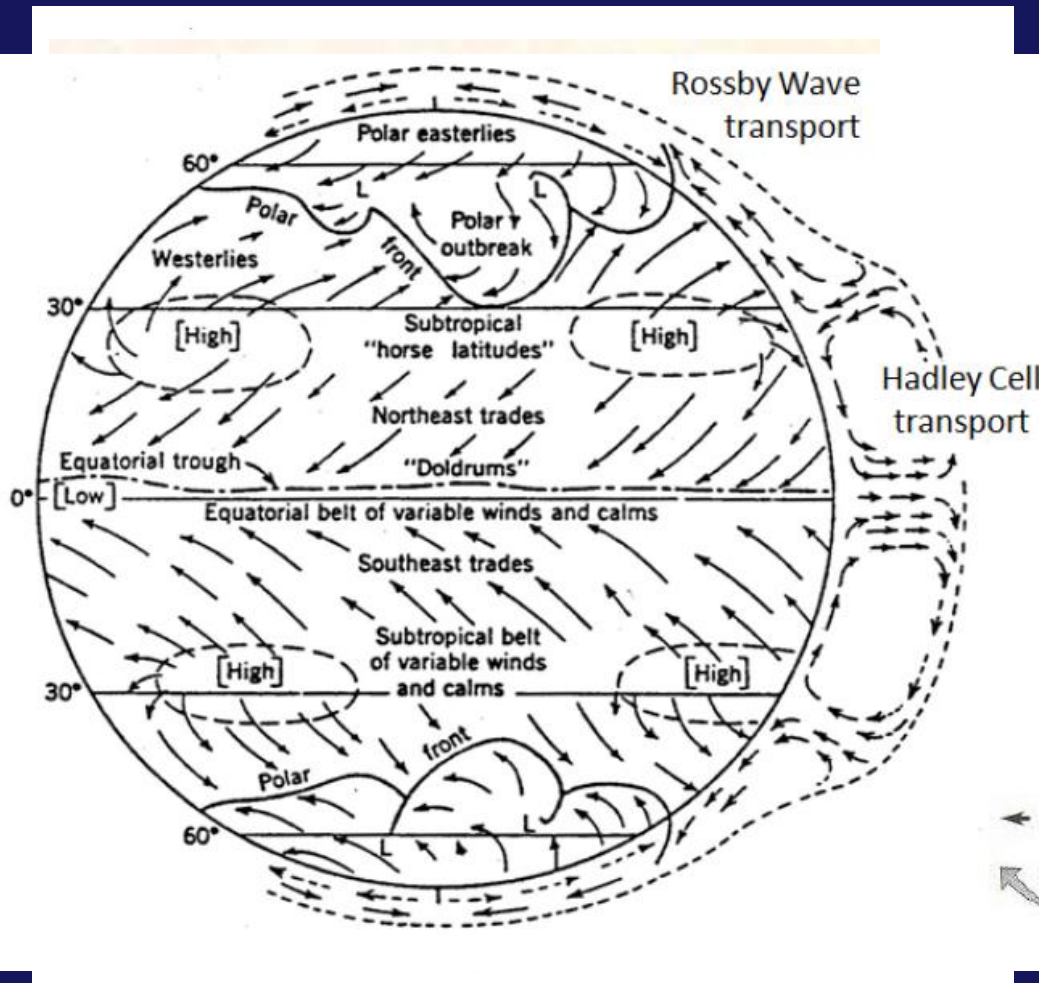 Rossby Wave
transport
Polar easterlies
60°
L
L
Polar
front
Polar
outbreak
Westerlies
30°
[High]
Subtropical
"horse latitudes"
[High]
Hadley Cell
transport
Northeast trades
Equatorial trough
"Doldrums"
0°
[Low]
Equatorial belt of variable winds and calms
Southeast trades
Subtropical belt
of variable winds
and calms
[High]
[High]
30°
front
Polar
L
60°
L